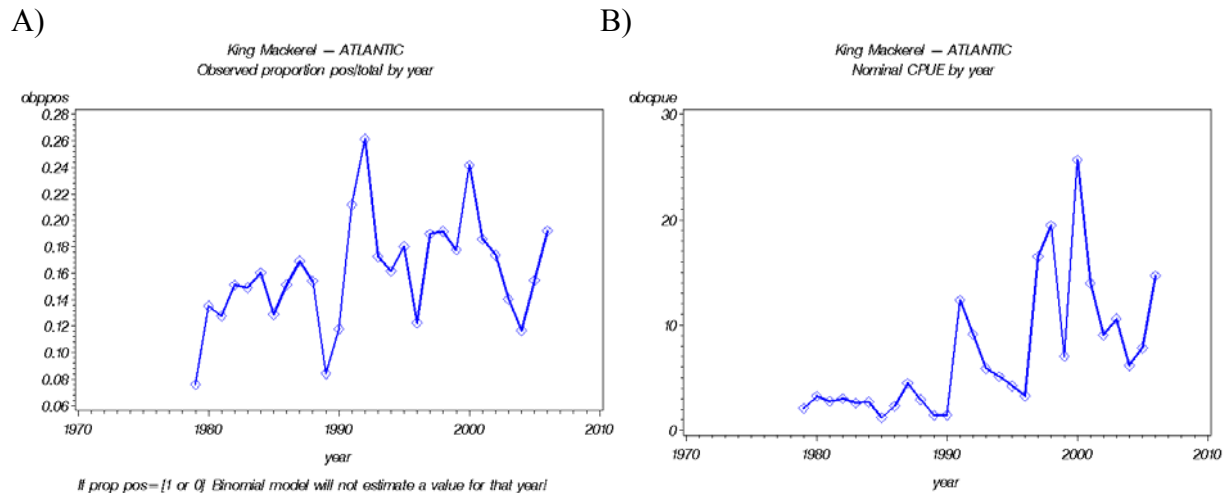 A)
King Mackerel — ATLANTIC
Observed proportion pos/total by year
obppos
0.28
0.26
0.24
0.22
0.20
0.18
0.16
0.14
0.12
0.10
0.08
0.06
1970 1980 1990 2000 2010
year
If prop pos=[1 or 0] Binomial model will not estimate a value for that year!
B)
King Mackerel — ATLANTIC
Nominal CPUE by year
obcpue
30
20
10
0
1970 1980 1990 2000 2010
year